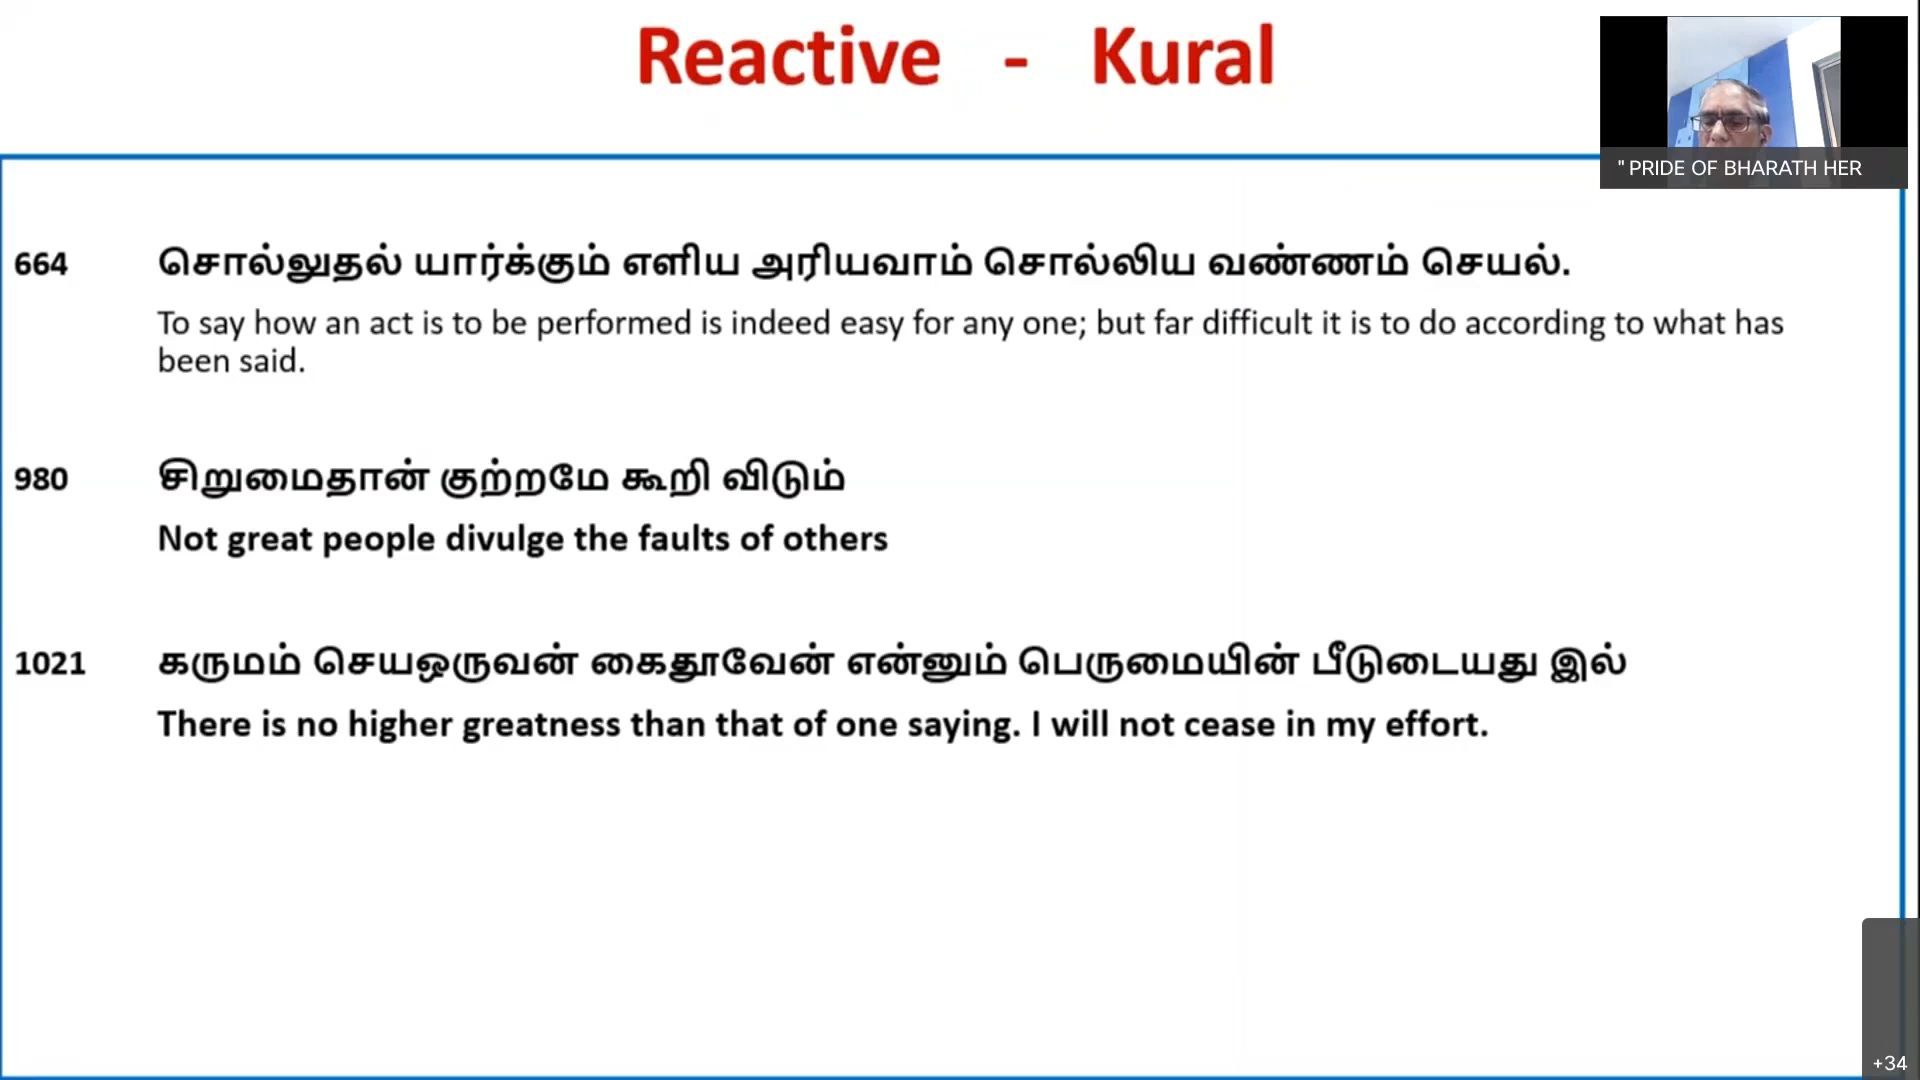 Reactive - Kural
" PRIDE OF BHARATH HER
664 சொல்லுதல் யார்க்கும் எளிய அரியவாம் சொல்லிய வண்ணம் செயல்.
To say how an act is to be performed is indeed easy for any one; but far difficult it is to do according to what has
been said.
980 சிறுமைதான் குற்றமே கூறி விடும்
Not great people divulge the faults of others
1021 கருமம் செயஒருவன் கைதூவேன் என்னும் பெருமையின் பீடுடையது இல்
There is no higher greatness than that of one saying. I will not cease in my effort.
+34